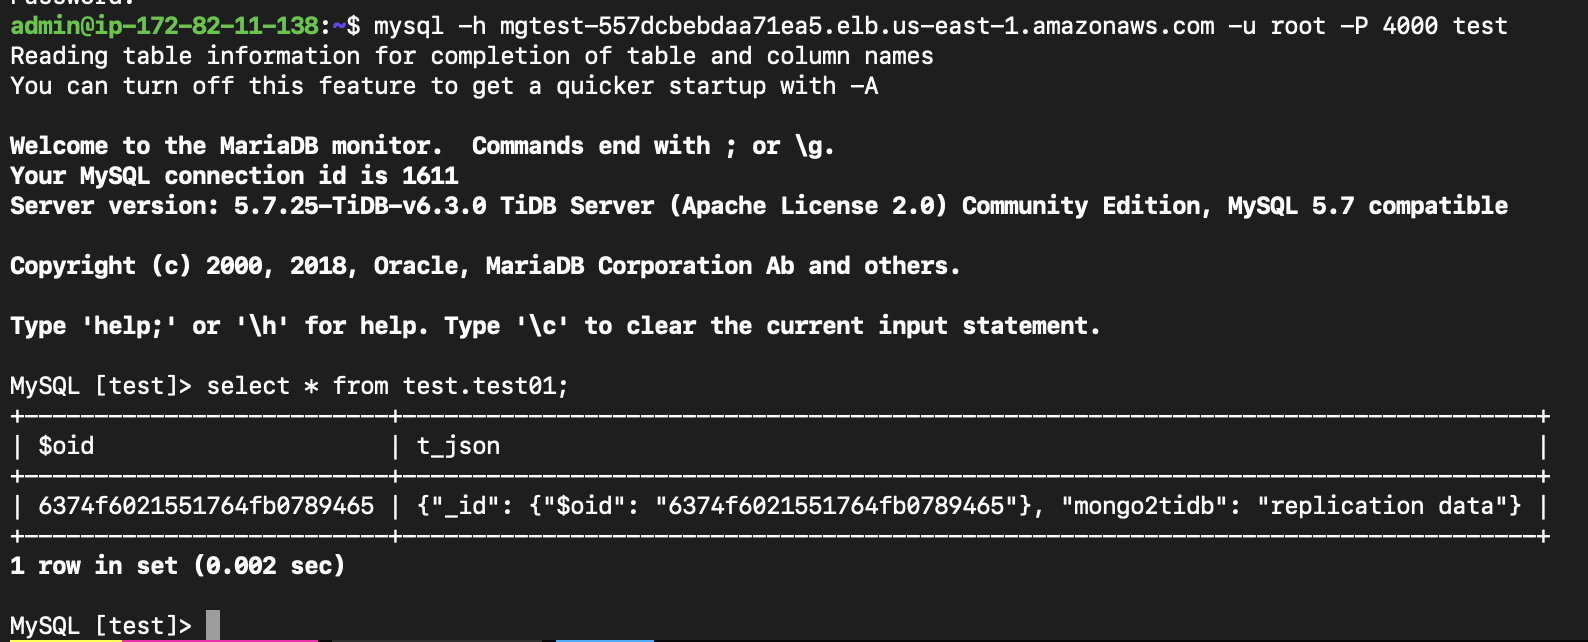 Password:
admin@ip-172-82-11-138:~$ mysql -h mgtest-557dcbebdaa71ea5.elb.us-east-1.amazonaws.com -u root -P 4000 test
Reading table information for completion of table and column names
You can turn off this feature to get a quicker startup with -A
Welcome to the MariaDB monitor.  Commands end with ; or \g.
Your MySQL connection id is 1611
Server version: 5.7.25-TiDB-v6.3.0 TiDB Server (Apache License 2.0) Community Edition, MySQL 5.7 compatible
Copyright (c) 2000, 2018, Oracle, MariaDB Corporation Ab and others.
Type 'help;' or '\h' for help. Type '\c' to clear the current input statement.
MySQL [test]> select * from test.test01;
+---------------------------+---------------------------------------------------------------------------------+
| $oid                     | t_json                                                                          |
+---------------------------+---------------------------------------------------------------------------------+
| 6374f6021551764fb0789465 | {"_id": {"$oid": "6374f6021551764fb0789465"}, "mongo2tidb": "replication data"} |
+---------------------------+---------------------------------------------------------------------------------+
1 row in set (0.002 sec)
MySQL [test]>